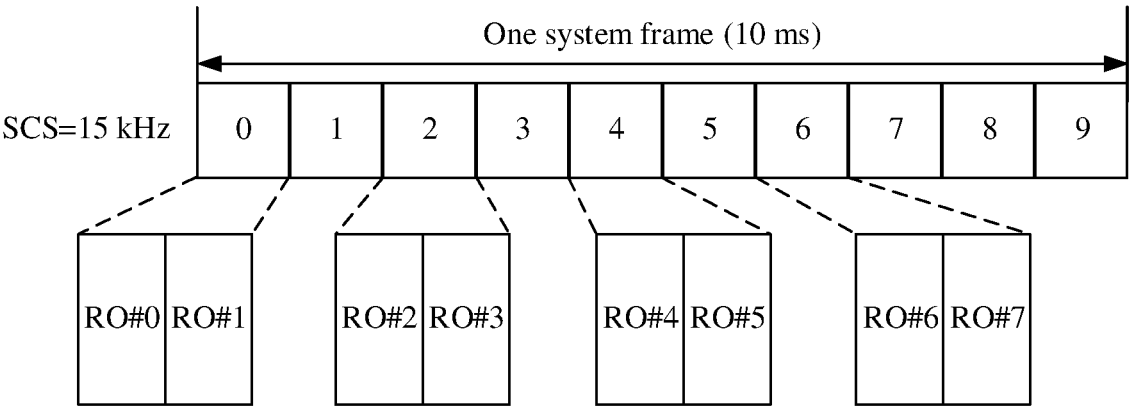 One system frame (10 ms)
SCS=15 kHz 0 1 2 3 4 5 6 7 8 9
RO#0 RO#1 RO#2 RO#3 RO#4 RO#5 RO#6 RO#7